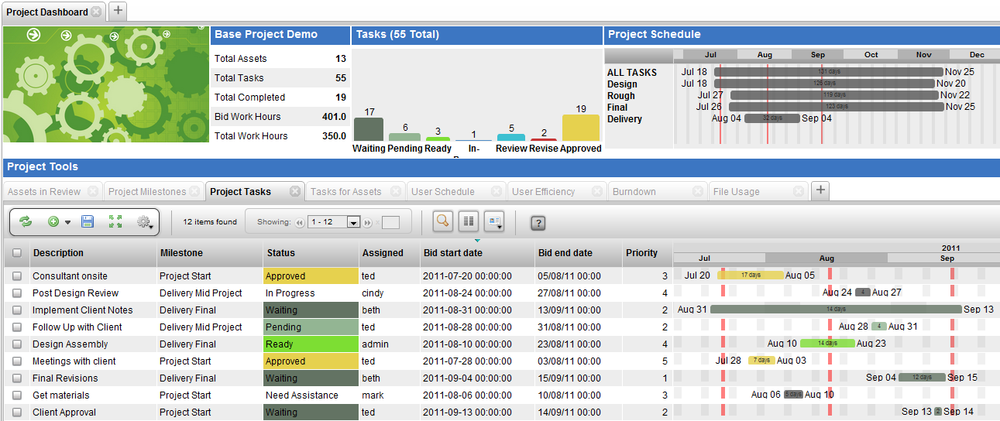 Project Dashboard
Base Project Demo
Total Assets 13
Total Tasks 55
Total Completed 19
Bid Work Hours 401.0
Total Work Hours 350.0
Tasks (55 Total)
17 6 3 1 5 2 19
Waiting Pending Ready In- Review Revise Approved
Project Schedule
Jul Aug Sep Oct Nov Dec
ALL TASKS Jul 18 131 days Nov 25
Design Jul 18 126 days Nov 20
Rough Jul 27 119 days Nov 22
Final Jul 26 122 days Nov 25
Delivery Aug 04 32 days Sep 04
Project Tools
Assets in Review Project Milestones Project Tasks Tasks for Assets User Schedule User Efficiency Burndown File Usage
12 items found Showing: 1 - 12
Description Milestone Status Assigned Bid start date Bid end date Priority 2011
Jul Aug Sep
Consultant onsite Project Start Approved ted 2011-07-20 00:00:00 05/08/11 00:00 3 Jul 20 17 days Aug 05
Post Design Review Delivery Mid Project In Progress cindy 2011-08-24 00:00:00 27/08/11 00:00 4 Aug 24 4 Aug 27
Implement Client Notes Delivery Final Waiting beth 2011-08-31 00:00:00 13/09/11 00:00 2 Aug 31 14 days Sep 13
Follow Up with Client Delivery Mid Project Pending ted 2011-08-28 00:00:00 31/08/11 00:00 2 Aug 28 4 Aug 31
Design Assembly Delivery Final Ready admin 2011-08-10 00:00:00 23/08/11 00:00 4 Aug 10 14 days Aug 23
Meetings with client Project Start Approved ted 2011-07-28 00:00:00 03/08/11 00:00 5 Jul 28 7 days Aug 03
Final Revisions Delivery Final Waiting beth 2011-09-04 00:00:00 15/09/11 00:00 1 Sep 04 12 days Sep 15
Get materials Project Start Need Assistance mark 2011-08-06 00:00:00 10/08/11 00:00 3 Aug 06 5 days Aug 10
Client Approval Project Start Waiting ted 2011-09-13 00:00:00 14/09/11 00:00 2 Sep 13 2 Sep 14